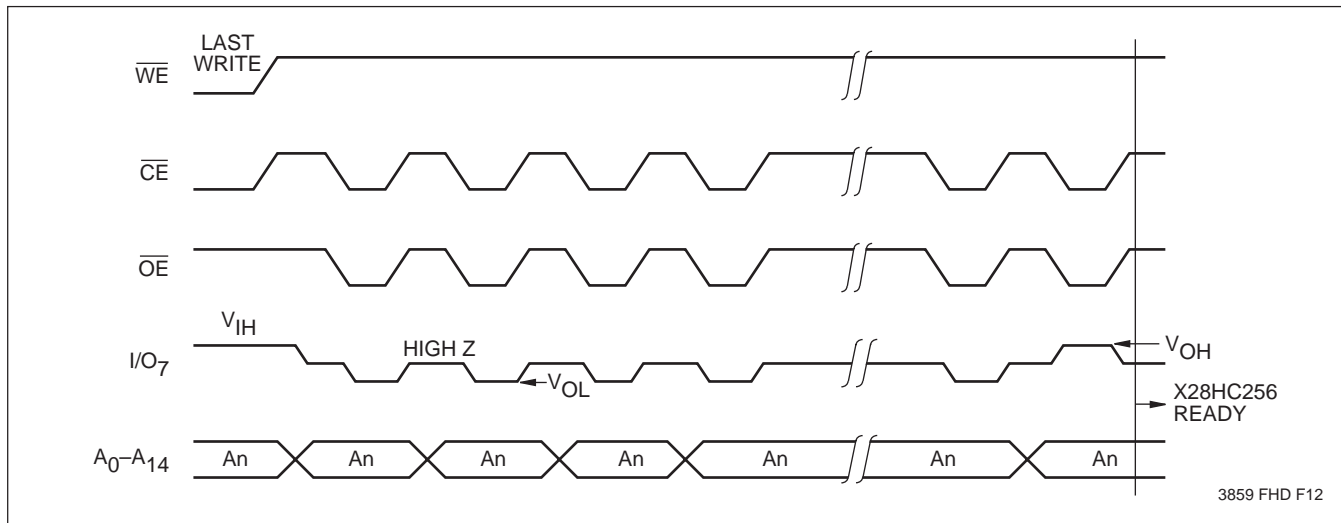 LAST
WRITE
WE
CE
OE
VIH
I/O7
HIGH Z
VOL
VOH
X28HC256
READY
A0–A14
An
An
An
An
An
An
An
3859 FHD F12